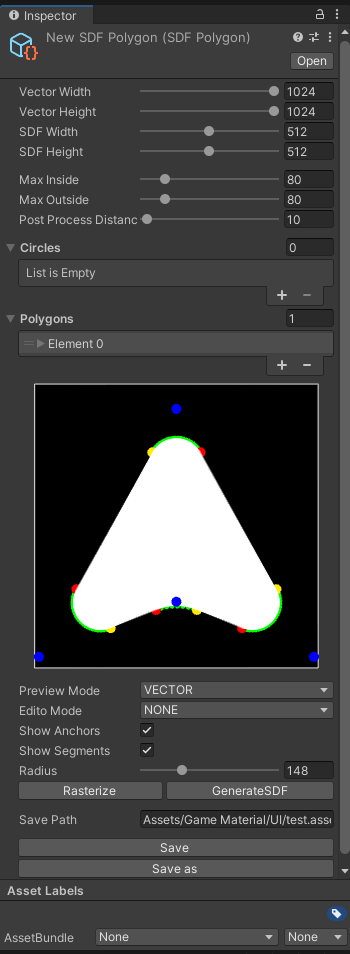 Inspector
New SDF Polygon (SDF Polygon)
Open
Vector Width 1024
Vector Height 1024
SDF Width 512
SDF Height 512
Max Inside 80
Max Outside 80
Post Process Distanc 10
Circles 0
List is Empty
+ −
Polygons 1
Element 0
+ −
Preview Mode VECTOR
Edito Mode NONE
Show Anchors
Show Segments
Radius 148
Rasterize GenerateSDF
Save Path Assets/Game Material/UI/test.asse
Save
Save as
Asset Labels
AssetBundle None None